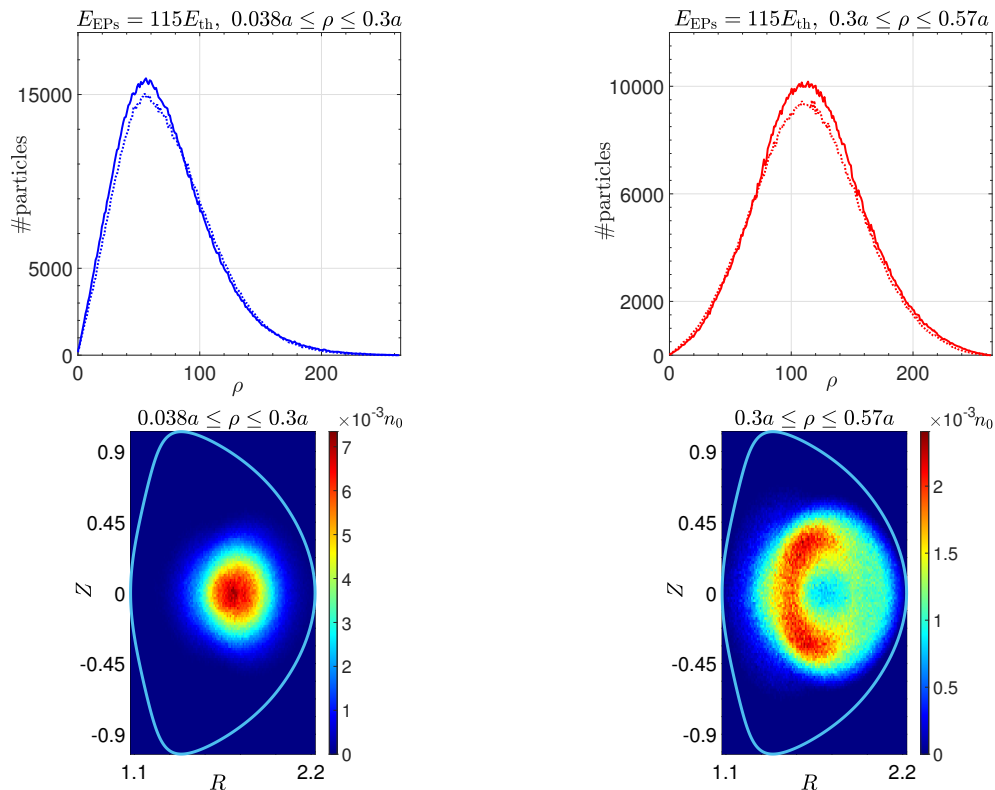 E_EPs = 115E_th, 0.038a ≤ ρ ≤ 0.3a
15000
5000
0
#particles
0 100 200
ρ
E_EPs = 115E_th, 0.3a ≤ ρ ≤ 0.57a
10000
6000
2000
0
#particles
0 100 200
ρ
0.038a ≤ ρ ≤ 0.3a
×10⁻³n₀
0.9
0.45
0
-0.45
-0.9
Z
1.1 2.2
R
7
6
5
4
3
2
1
0
0.3a ≤ ρ ≤ 0.57a
×10⁻³n₀
0.9
0.45
0
-0.45
-0.9
Z
1.1 2.2
R
2
1.5
1
0.5
0